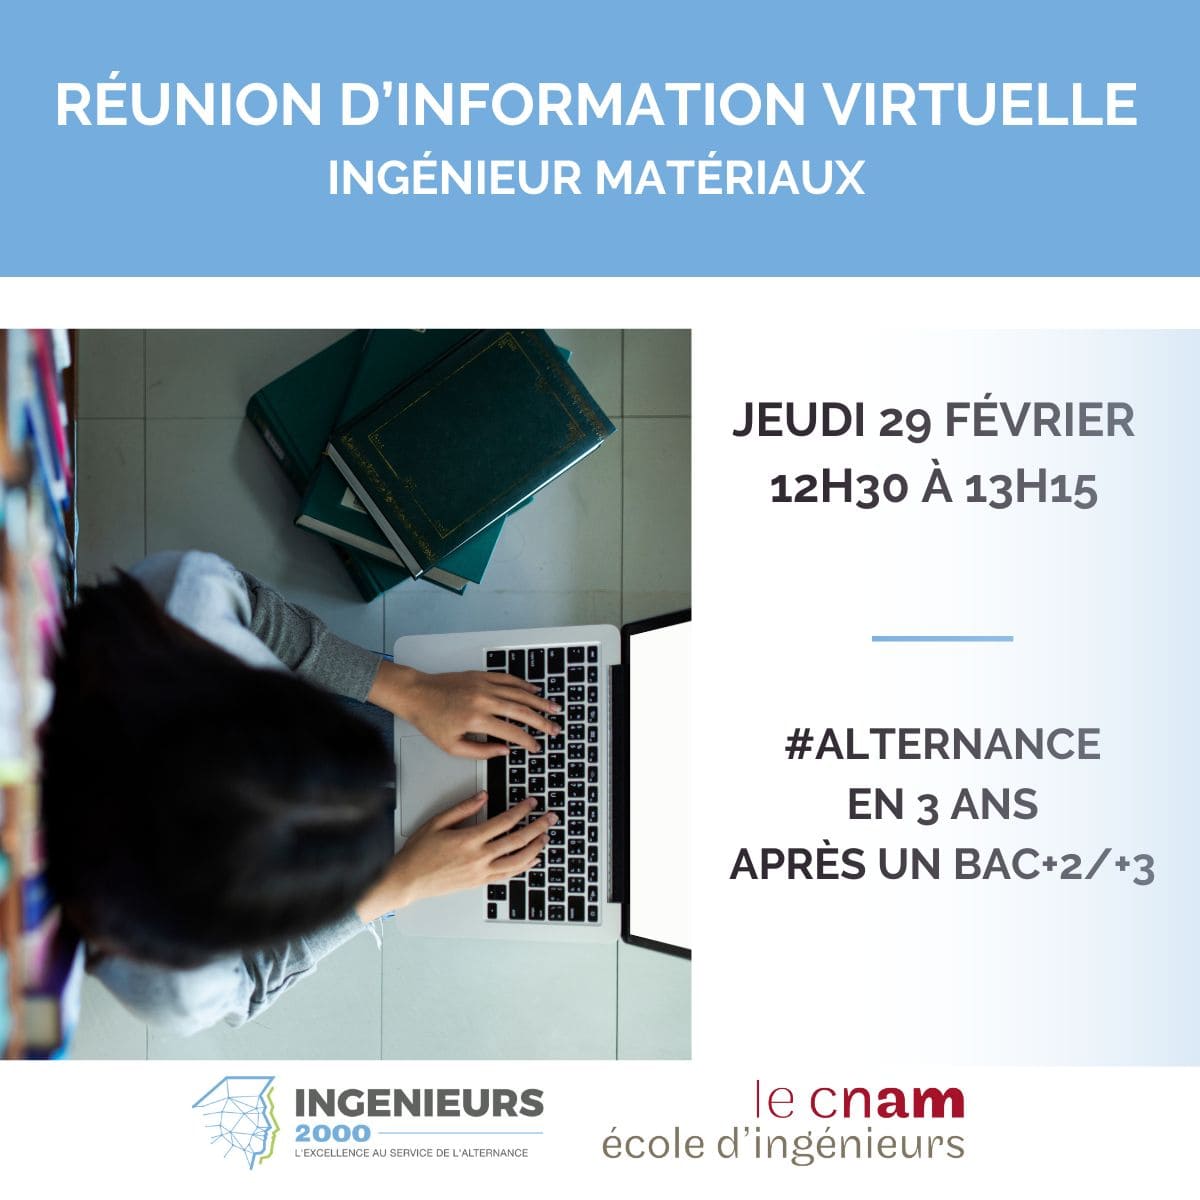 RÉUNION D’INFORMATION VIRTUELLE
INGÉNIEUR MATÉRIAUX
JEUDI 29 FÉVRIER
12H30 À 13H15
#ALTERNANCE
EN 3 ANS
APRÈS UN BAC+2/+3
INGENIEURS
2000
L'EXCELLENCE AU SERVICE DE L'ALTERNANCE
le cnam
école d'ingénieurs